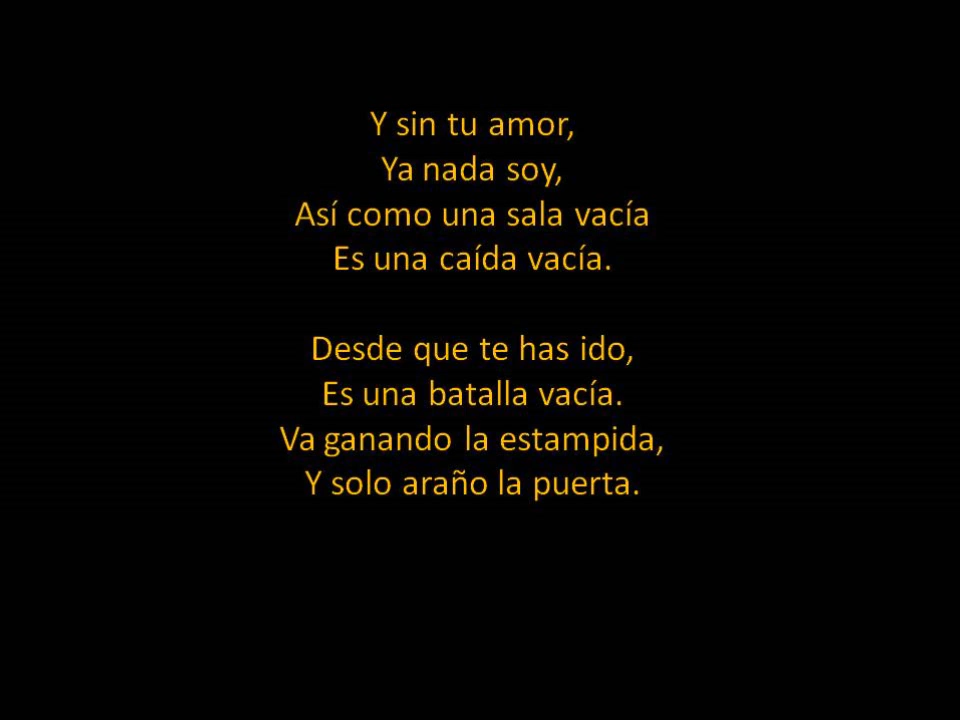 Y sin tu amor,
Ya nada soy,
Así como una sala vacía
Es una caída vacía.
Desde que te has ido,
Es una batalla vacía.
Va ganando la estampida,
Y solo araño la puerta.